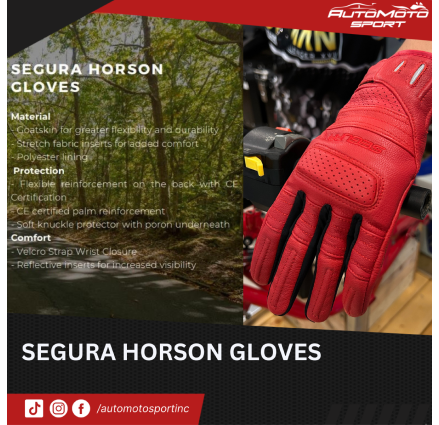 AUTOMOTO
SPORT
SEGURA HORSON
GLOVES
Material
- Goatskin for greater flexibility and durability
- Stretch fabric inserts for added comfort
- Polyester lining
Protection
- Flexible reinforcement on the back with CE
Certification
- CE certified palm reinforcement
- Soft knuckle protector with poron underneath
Comfort
- Velcro Strap Wrist Closure
- Reflective inserts for increased visibility
SEGURA HORSON GLOVES
/automotosportinc